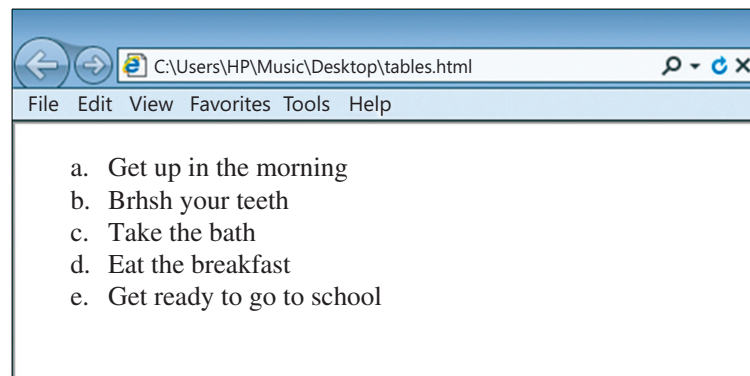 C:\Users\HP\Music\Desktop\tables.html
File Edit View Favorites Tools Help
a. Get up in the morning
b. Brhsh your teeth
c. Take the bath
d. Eat the breakfast
e. Get ready to go to school